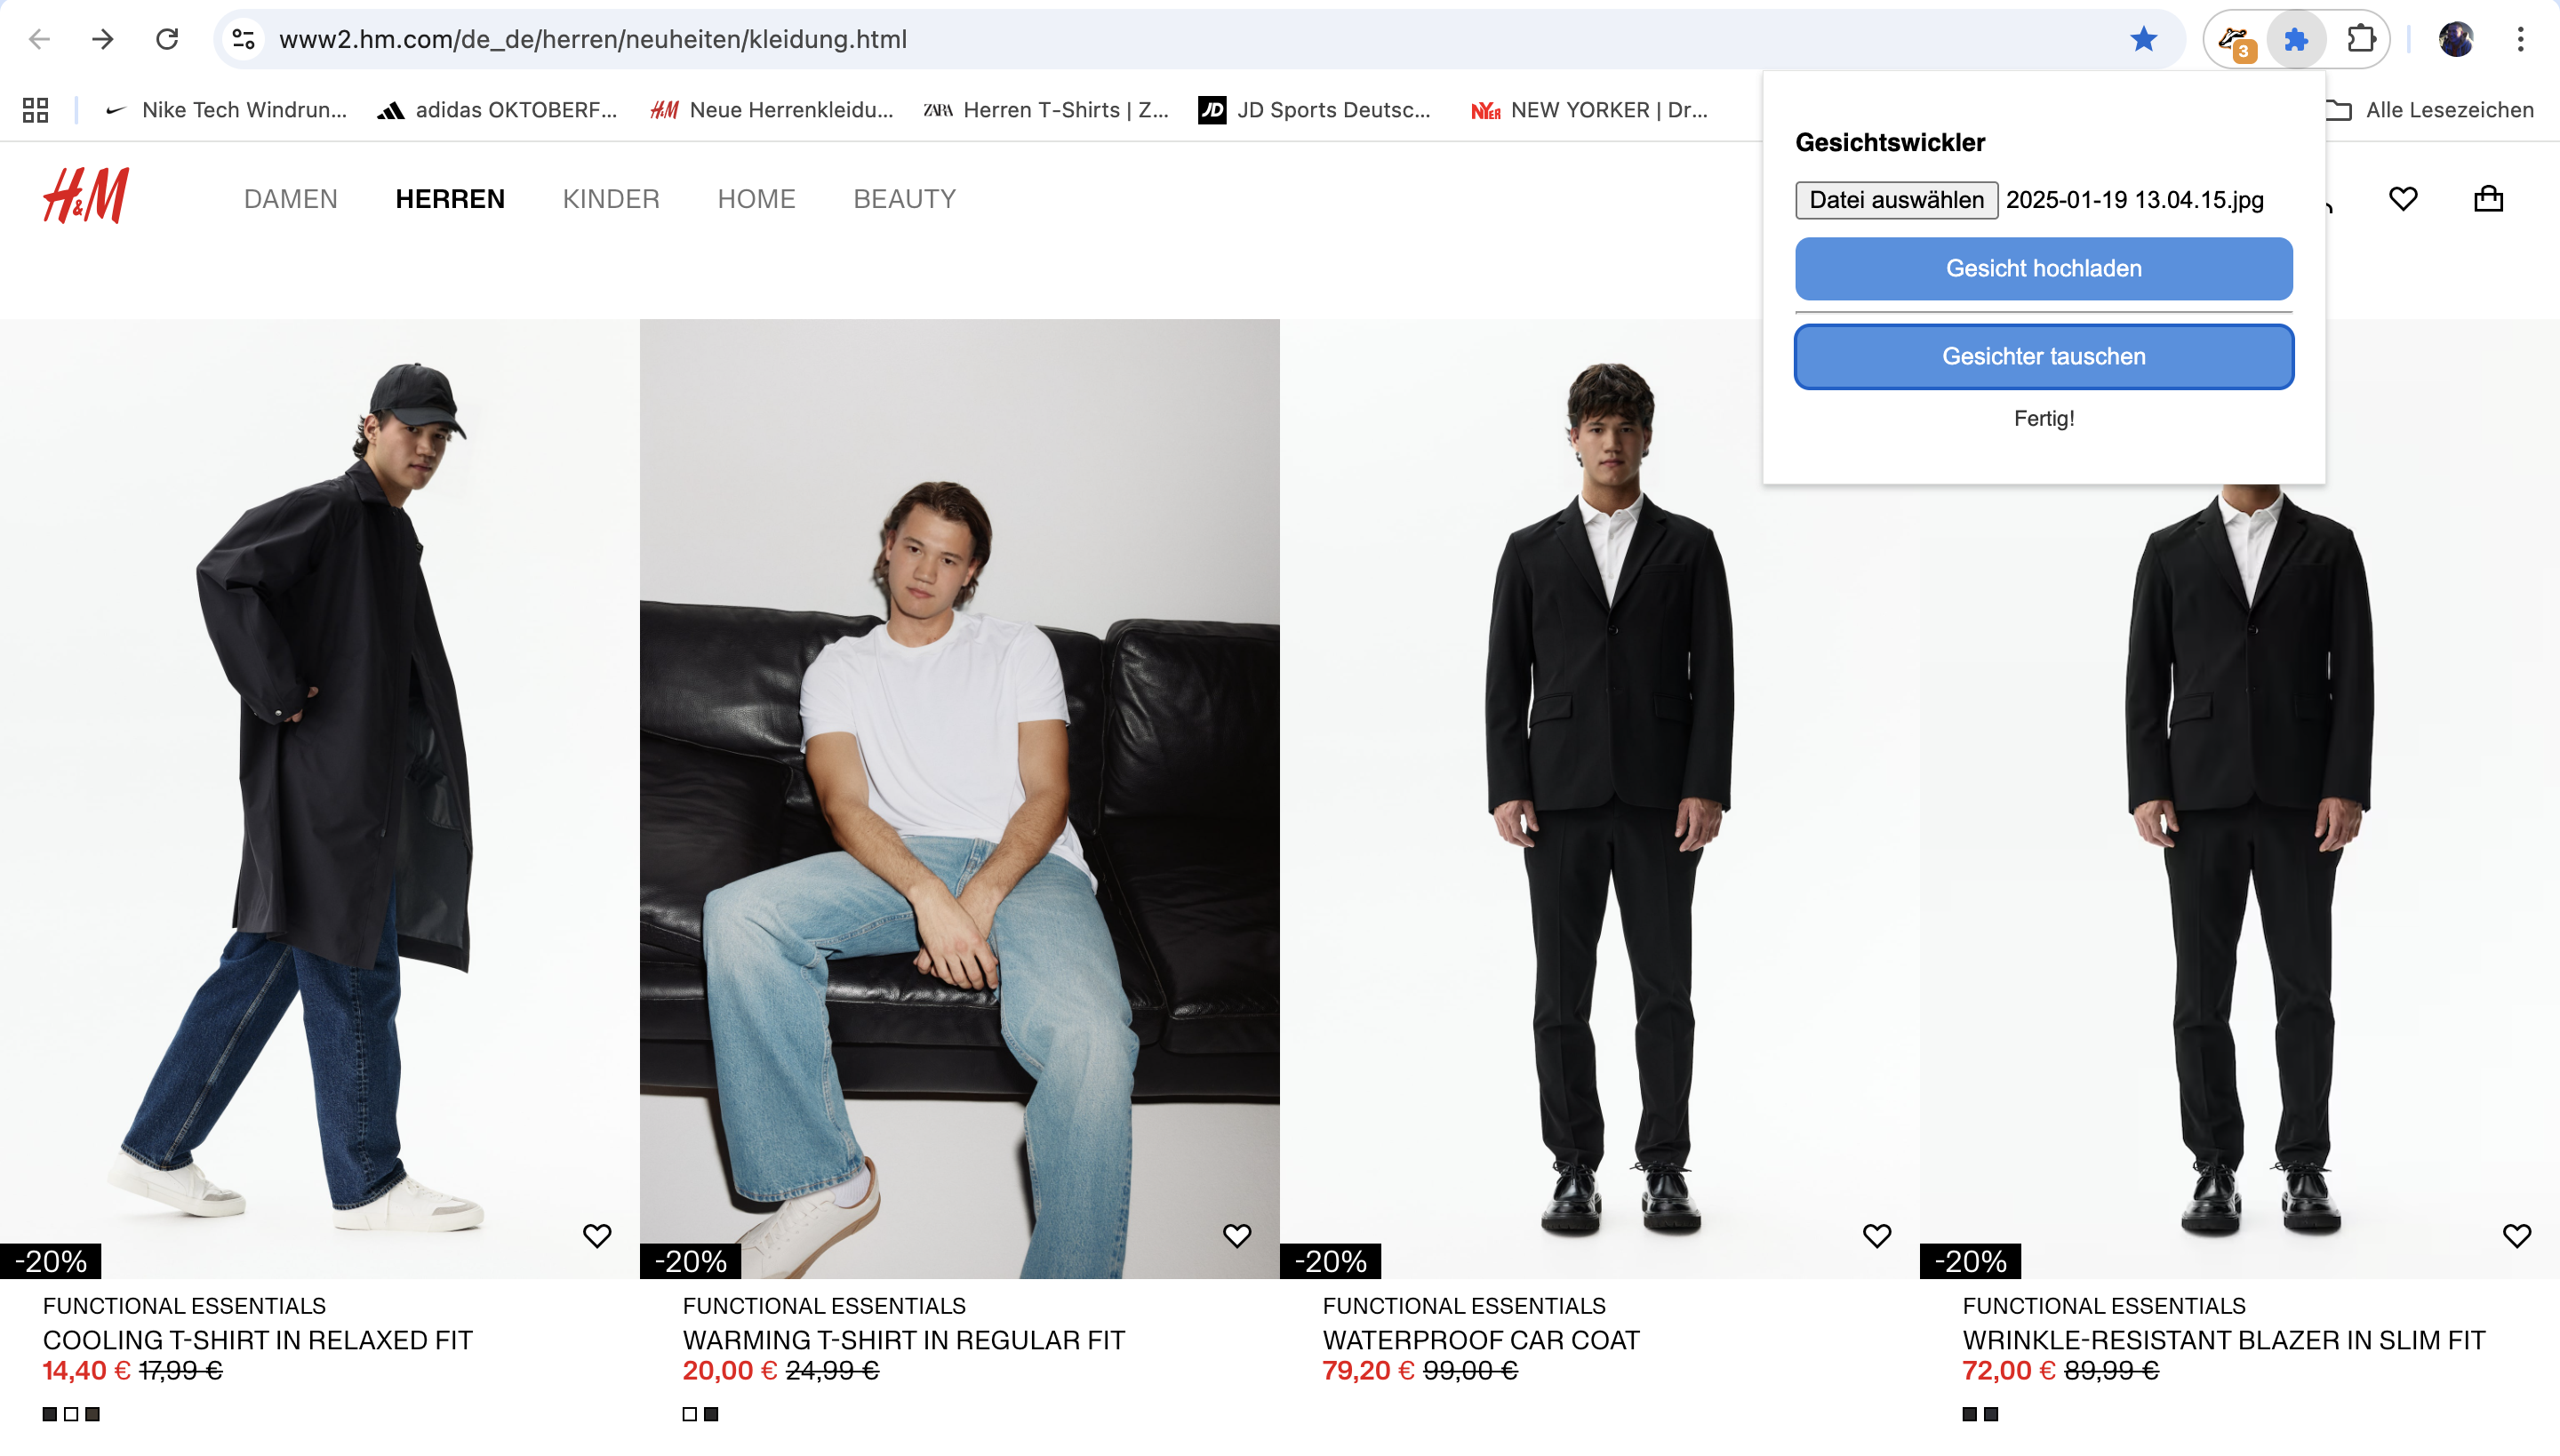 www2.hm.com/de_de/herren/neuheiten/kleidung.html
3
Nike Tech Windrun...
adidas OKTOBERF...
H&M Neue Herrenkleidu...
ZARA Herren T-Shirts | Z...
JD JD Sports Deutsc...
NYer NEW YORKER | Dr...
Alle Lesezeichen
H&M
DAMEN HERREN KINDER HOME BEAUTY
Gesichtswickler
Datei auswählen 2025-01-19 13.04.15.jpg
Gesicht hochladen
Gesichter tauschen
Fertig!
-20%
FUNCTIONAL ESSENTIALS
COOLING T-SHIRT IN RELAXED FIT
14,40 € 17,99 €
-20%
FUNCTIONAL ESSENTIALS
WARMING T-SHIRT IN REGULAR FIT
20,00 € 24,99 €
-20%
FUNCTIONAL ESSENTIALS
WATERPROOF CAR COAT
79,20 € 99,00 €
-20%
FUNCTIONAL ESSENTIALS
WRINKLE-RESISTANT BLAZER IN SLIM FIT
72,00 € 89,99 €